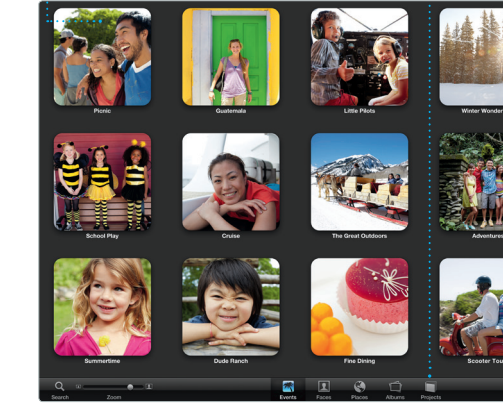 Picnic
Guatemala
Little Pilots
Winter Wonder
School Play
Cruise
The Great Outdoors
Adventures
Summertime
Dude Ranch
Fine Dining
Scooter Tou
Search
Zoom
Events
Faces
Places
Albums
Projects